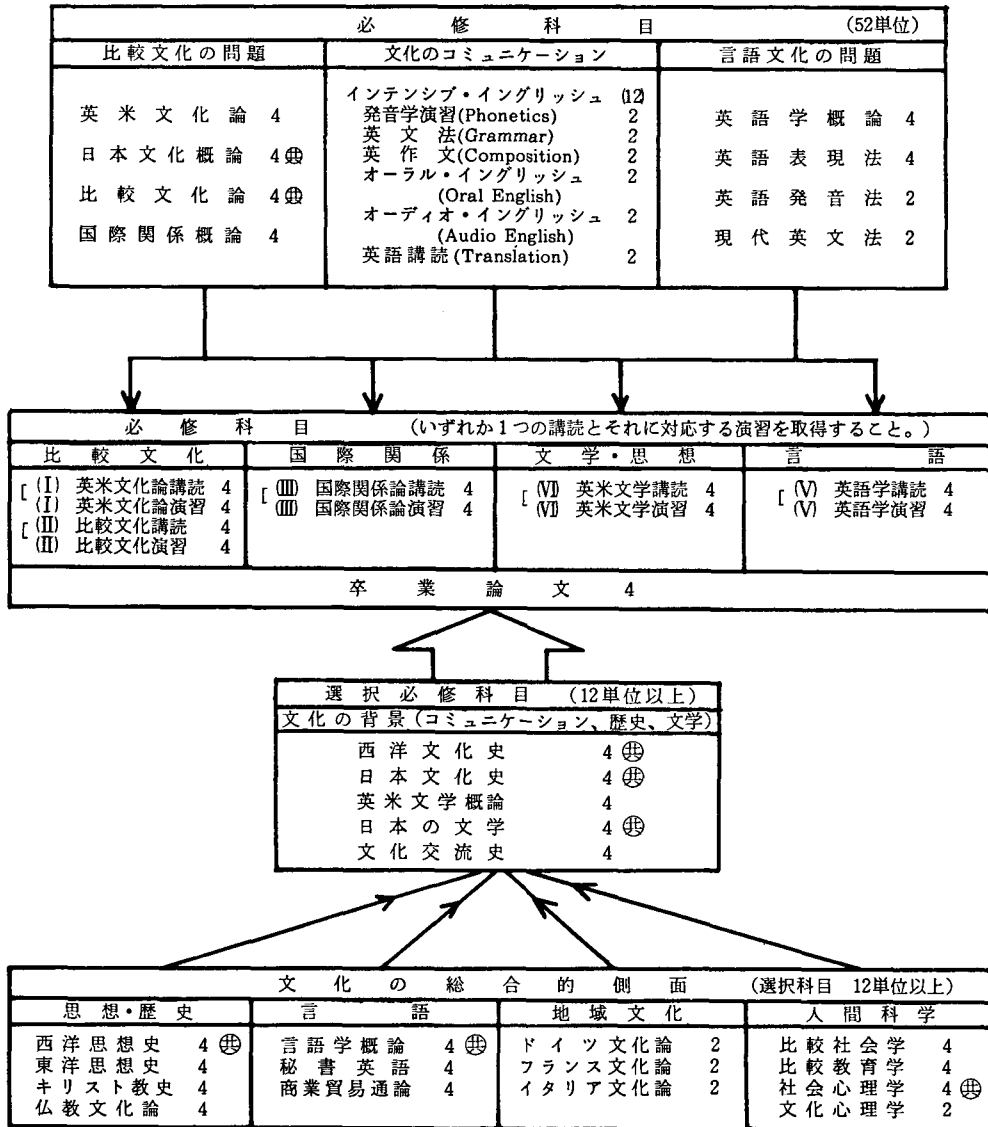 必修科目 (52単位)
比較文化の問題
英米文化論 4
日本文化概論 4㊓
比較文化論 4㊓
国際関係概論 4
文化のコミュニケーション
インテンシブ・イングリッシュ (12)
発音学演習(Phonetics) 2
英文法(Grammar) 2
英作文(Composition) 2
オーラル・イングリッシュ 2
(Oral English)
オーディオ・イングリッシュ 2
(Audio English)
英語講読(Translation) 2
言語文化の問題
英語学概論 4
英語表現法 4
英語発音法 2
現代英文法 2
必修科目 (いずれか1つの講読とそれに対応する演習を取得すること。)
比較文化
(Ⅰ) 英米文化論講読 4
(Ⅰ) 英米文化論演習 4
(Ⅱ) 比較文化講読 4
(Ⅱ) 比較文化演習 4
国際関係
(Ⅲ) 国際関係論講読 4
(Ⅲ) 国際関係論演習 4
文学・思想
(Ⅵ) 英米文学講読 4
(Ⅵ) 英米文学演習 4
言語
(Ⅴ) 英語学講読 4
(Ⅴ) 英語学演習 4
卒業論文 4
選択必修科目 (12単位以上)
文化の背景(コミュニケーション、歴史、文学)
西洋文化史 4㊓
日本文化史 4㊓
英米文学概論 4
日本の文学 4㊓
文化交流史 4
文化の総合的側面 (選択科目 12単位以上)
思想・歴史
西洋思想史 4㊓
東洋思想史 4
キリスト教史 4
仏教文化論 4
言語
言語学概論 4㊓
秘書英語 4
商業貿易通論 4
地域文化
ドイツ文化論 2
フランス文化論 2
イタリア文化論 2
人間科学
比較社会学 4
比較教育学 4
社会心理学 4㊓
文化心理学 2